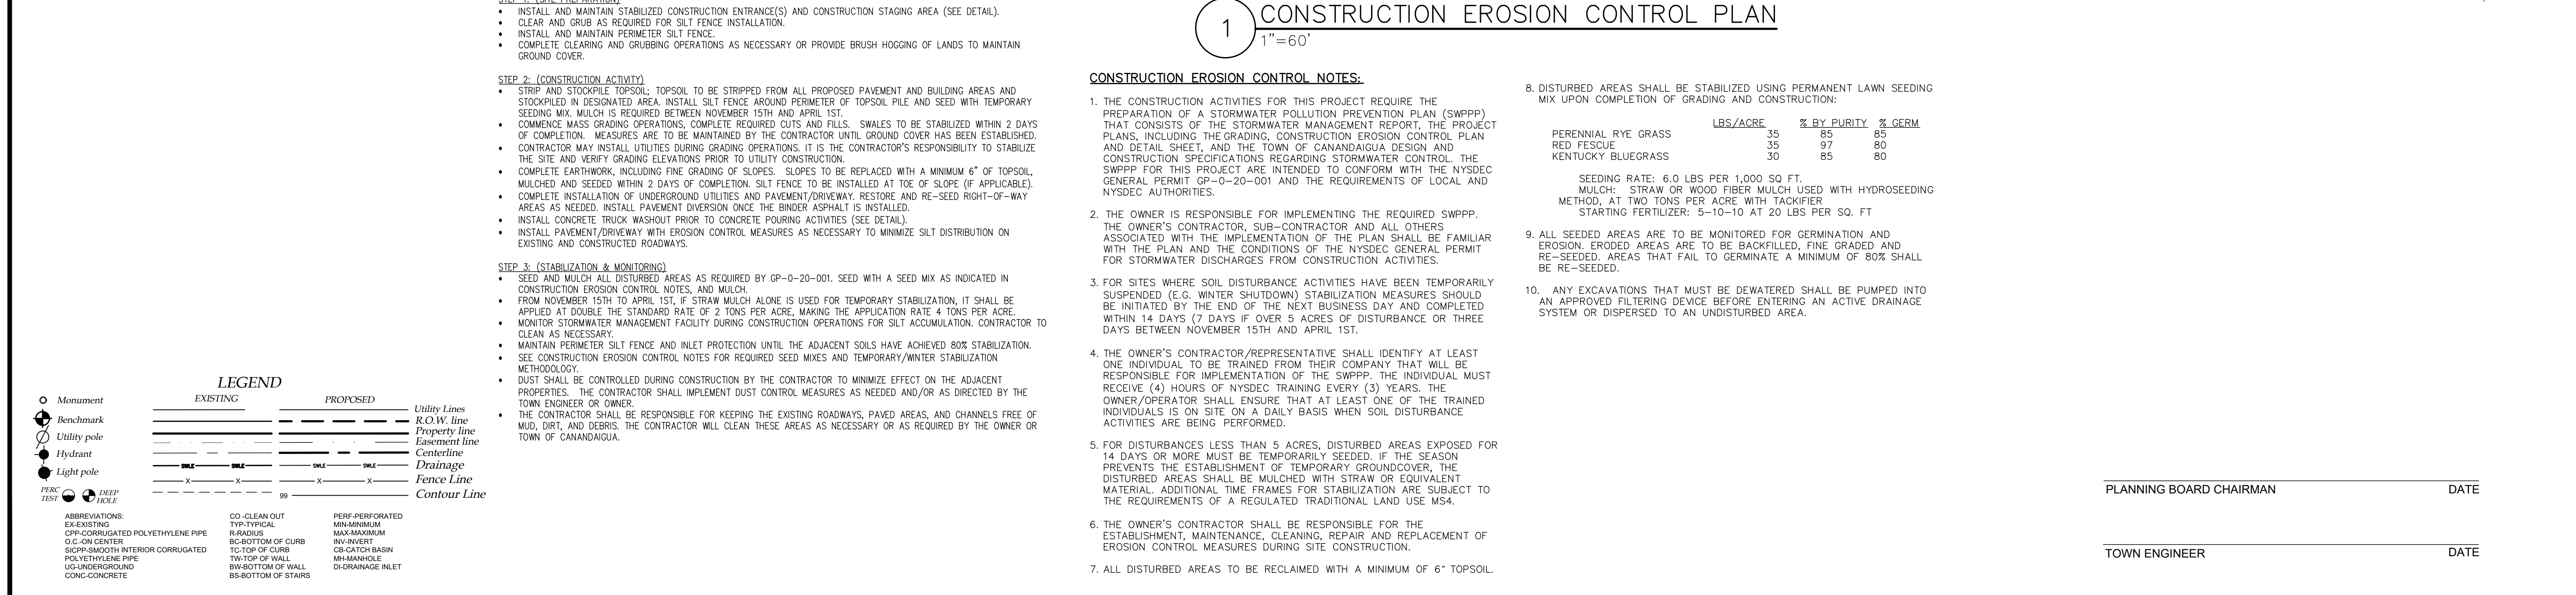 STEP 1: (SITE PREPARATION)
• INSTALL AND MAINTAIN STABILIZED CONSTRUCTION ENTRANCE(S) AND CONSTRUCTION STAGING AREA (SEE DETAIL).
• CLEAR AND GRUB AS REQUIRED FOR SILT FENCE INSTALLATION.
• INSTALL AND MAINTAIN PERIMETER SILT FENCE.
• COMPLETE CLEARING AND GRUBBING OPERATIONS AS NECESSARY OR PROVIDE BRUSH HOGGING OF LANDS TO MAINTAIN
GROUND COVER.
STEP 2: (CONSTRUCTION ACTIVITY)
• STRIP AND STOCKPILE TOPSOIL; TOPSOIL TO BE STRIPPED FROM ALL PROPOSED PAVEMENT AND BUILDING AREAS AND
STOCKPILED IN DESIGNATED AREA. INSTALL SILT FENCE AROUND PERIMETER OF TOPSOIL PILE AND SEED WITH TEMPORARY
SEEDING MIX. MULCH IS REQUIRED BETWEEN NOVEMBER 15TH AND APRIL 1ST.
• COMMENCE MASS GRADING OPERATIONS, COMPLETE REQUIRED CUTS AND FILLS. SWALES TO BE STABILIZED WITHIN 2 DAYS
OF COMPLETION. MEASURES ARE TO BE MAINTAINED BY THE CONTRACTOR UNTIL GROUND COVER HAS BEEN ESTABLISHED.
• CONTRACTOR MAY INSTALL UTILITIES DURING GRADING OPERATIONS. IT IS THE CONTRACTOR'S RESPONSIBILITY TO STABILIZE
THE SITE AND VERIFY GRADING ELEVATIONS PRIOR TO UTILITY CONSTRUCTION.
• COMPLETE EARTHWORK, INCLUDING FINE GRADING OF SLOPES. SLOPES TO BE REPLACED WITH A MINIMUM 6" OF TOPSOIL,
MULCHED AND SEEDED WITHIN 2 DAYS OF COMPLETION. SILT FENCE TO BE INSTALLED AT TOE OF SLOPE (IF APPLICABLE).
• COMPLETE INSTALLATION OF UNDERGROUND UTILITIES AND PAVEMENT/DRIVEWAY. RESTORE AND RE-SEED RIGHT-OF-WAY
AREAS AS NEEDED. INSTALL PAVEMENT DIVERSION ONCE THE BINDER ASPHALT IS INSTALLED.
• INSTALL CONCRETE TRUCK WASHOUT PRIOR TO CONCRETE POURING ACTIVITIES (SEE DETAIL).
• INSTALL PAVEMENT/DRIVEWAY WITH EROSION CONTROL MEASURES AS NECESSARY TO MINIMIZE SILT DISTRIBUTION ON
EXISTING AND CONSTRUCTED ROADWAYS.
STEP 3: (STABILIZATION & MONITORING)
• SEED AND MULCH ALL DISTURBED AREAS AS REQUIRED BY GP-0-20-001. SEED WITH A SEED MIX AS INDICATED IN
CONSTRUCTION EROSION CONTROL NOTES, AND MULCH.
• FROM NOVEMBER 15TH TO APRIL 1ST, IF STRAW MULCH ALONE IS USED FOR TEMPORARY STABILIZATION, IT SHALL BE
APPLIED AT DOUBLE THE STANDARD RATE OF 2 TONS PER ACRE, MAKING THE APPLICATION RATE 4 TONS PER ACRE.
• MONITOR STORMWATER MANAGEMENT FACILITY DURING CONSTRUCTION OPERATIONS FOR SILT ACCUMULATION. CONTRACTOR TO
CLEAN AS NECESSARY.
• MAINTAIN PERIMETER SILT FENCE AND INLET PROTECTION UNTIL THE ADJACENT SOILS HAVE ACHIEVED 80% STABILIZATION.
• SEE CONSTRUCTION EROSION CONTROL NOTES FOR REQUIRED SEED MIXES AND TEMPORARY/WINTER STABILIZATION
METHODOLOGY.
• DUST SHALL BE CONTROLLED DURING CONSTRUCTION BY THE CONTRACTOR TO MINIMIZE EFFECT ON THE ADJACENT
PROPERTIES. THE CONTRACTOR SHALL IMPLEMENT DUST CONTROL MEASURES AS NEEDED AND/OR AS DIRECTED BY THE
TOWN ENGINEER OR OWNER.
• THE CONTRACTOR SHALL BE RESPONSIBLE FOR KEEPING THE EXISTING ROADWAYS, PAVED AREAS, AND CHANNELS FREE OF
MUD, DIRT, AND DEBRIS. THE CONTRACTOR WILL CLEAN THESE AREAS AS NECESSARY OR AS REQUIRED BY THE OWNER OR
TOWN OF CANANDAIGUA.
LEGEND
EXISTING PROPOSED
Monument
Benchmark
Utility pole
Hydrant
Light pole
PERC TEST
DEEP HOLE
Utility Lines
R.O.W. line
Property line
Easement line
Centerline
SWLE SWLE SWLE SWLE Drainage
X X X X Fence Line
99 Contour Line
ABBREVIATIONS:
EX-EXISTING
CPP-CORRUGATED POLYETHYLENE PIPE
O.C.-ON CENTER
SICPP-SMOOTH INTERIOR CORRUGATED
POLYETHYLENE PIPE
UG-UNDERGROUND
CONC-CONCRETE
CO -CLEAN OUT
TYP-TYPICAL
R-RADIUS
BC-BOTTOM OF CURB
TC-TOP OF CURB
TW-TOP OF WALL
BW-BOTTOM OF WALL
BS-BOTTOM OF STAIRS
PERF-PERFORATED
MIN-MINIMUM
MAX-MAXIMUM
INV-INVERT
CB-CATCH BASIN
MH-MANHOLE
DI-DRAINAGE INLET
1 CONSTRUCTION EROSION CONTROL PLAN
1"=60'
CONSTRUCTION EROSION CONTROL NOTES:
1. THE CONSTRUCTION ACTIVITIES FOR THIS PROJECT REQUIRE THE
PREPARATION OF A STORMWATER POLLUTION PREVENTION PLAN (SWPPP)
THAT CONSISTS OF THE STORMWATER MANAGEMENT REPORT, THE PROJECT
PLANS, INCLUDING THE GRADING, CONSTRUCTION EROSION CONTROL PLAN
AND DETAIL SHEET, AND THE TOWN OF CANANDAIGUA DESIGN AND
CONSTRUCTION SPECIFICATIONS REGARDING STORMWATER CONTROL. THE
SWPPP FOR THIS PROJECT ARE INTENDED TO CONFORM WITH THE NYSDEC
GENERAL PERMIT GP-0-20-001 AND THE REQUIREMENTS OF LOCAL AND
NYSDEC AUTHORITIES.
2. THE OWNER IS RESPONSIBLE FOR IMPLEMENTING THE REQUIRED SWPPP.
THE OWNER'S CONTRACTOR, SUB-CONTRACTOR AND ALL OTHERS
ASSOCIATED WITH THE IMPLEMENTATION OF THE PLAN SHALL BE FAMILIAR
WITH THE PLAN AND THE CONDITIONS OF THE NYSDEC GENERAL PERMIT
FOR STORMWATER DISCHARGES FROM CONSTRUCTION ACTIVITIES.
3. FOR SITES WHERE SOIL DISTURBANCE ACTIVITIES HAVE BEEN TEMPORARILY
SUSPENDED (E.G. WINTER SHUTDOWN) STABILIZATION MEASURES SHOULD
BE INITIATED BY THE END OF THE NEXT BUSINESS DAY AND COMPLETED
WITHIN 14 DAYS (7 DAYS IF OVER 5 ACRES OF DISTURBANCE OR THREE
DAYS BETWEEN NOVEMBER 15TH AND APRIL 1ST.
4. THE OWNER'S CONTRACTOR/REPRESENTATIVE SHALL IDENTIFY AT LEAST
ONE INDIVIDUAL TO BE TRAINED FROM THEIR COMPANY THAT WILL BE
RESPONSIBLE FOR IMPLEMENTATION OF THE SWPPP. THE INDIVIDUAL MUST
RECEIVE (4) HOURS OF NYSDEC TRAINING EVERY (3) YEARS. THE
OWNER/OPERATOR SHALL ENSURE THAT AT LEAST ONE OF THE TRAINED
INDIVIDUALS IS ON SITE ON A DAILY BASIS WHEN SOIL DISTURBANCE
ACTIVITIES ARE BEING PERFORMED.
5. FOR DISTURBANCES LESS THAN 5 ACRES, DISTURBED AREAS EXPOSED FOR
14 DAYS OR MORE MUST BE TEMPORARILY SEEDED. IF THE SEASON
PREVENTS THE ESTABLISHMENT OF TEMPORARY GROUNDCOVER, THE
DISTURBED AREAS SHALL BE MULCHED WITH STRAW OR EQUIVALENT
MATERIAL. ADDITIONAL TIME FRAMES FOR STABILIZATION ARE SUBJECT TO
THE REQUIREMENTS OF A REGULATED TRADITIONAL LAND USE MS4.
6. THE OWNER'S CONTRACTOR SHALL BE RESPONSIBLE FOR THE
ESTABLISHMENT, MAINTENANCE, CLEANING, REPAIR AND REPLACEMENT OF
EROSION CONTROL MEASURES DURING SITE CONSTRUCTION.
7. ALL DISTURBED AREAS TO BE RECLAIMED WITH A MINIMUM OF 6" TOPSOIL.
8. DISTURBED AREAS SHALL BE STABILIZED USING PERMANENT LAWN SEEDING
MIX UPON COMPLETION OF GRADING AND CONSTRUCTION:
LBS/ACRE % BY PURITY % GERM
PERENNIAL RYE GRASS 35 85 85
RED FESCUE 35 97 80
KENTUCKY BLUEGRASS 30 85 80
SEEDING RATE: 6.0 LBS PER 1,000 SQ FT.
MULCH: STRAW OR WOOD FIBER MULCH USED WITH HYDROSEEDING
METHOD, AT TWO TONS PER ACRE WITH TACKIFIER
STARTING FERTILIZER: 5-10-10 AT 20 LBS PER SQ. FT
9. ALL SEEDED AREAS ARE TO BE MONITORED FOR GERMINATION AND
EROSION. ERODED AREAS ARE TO BE BACKFILLED, FINE GRADED AND
RE-SEEDED. AREAS THAT FAIL TO GERMINATE A MINIMUM OF 80% SHALL
BE RE-SEEDED.
10. ANY EXCAVATIONS THAT MUST BE DEWATERED SHALL BE PUMPED INTO
AN APPROVED FILTERING DEVICE BEFORE ENTERING AN ACTIVE DRAINAGE
SYSTEM OR DISPERSED TO AN UNDISTURBED AREA.
PLANNING BOARD CHAIRMAN DATE
TOWN ENGINEER DATE